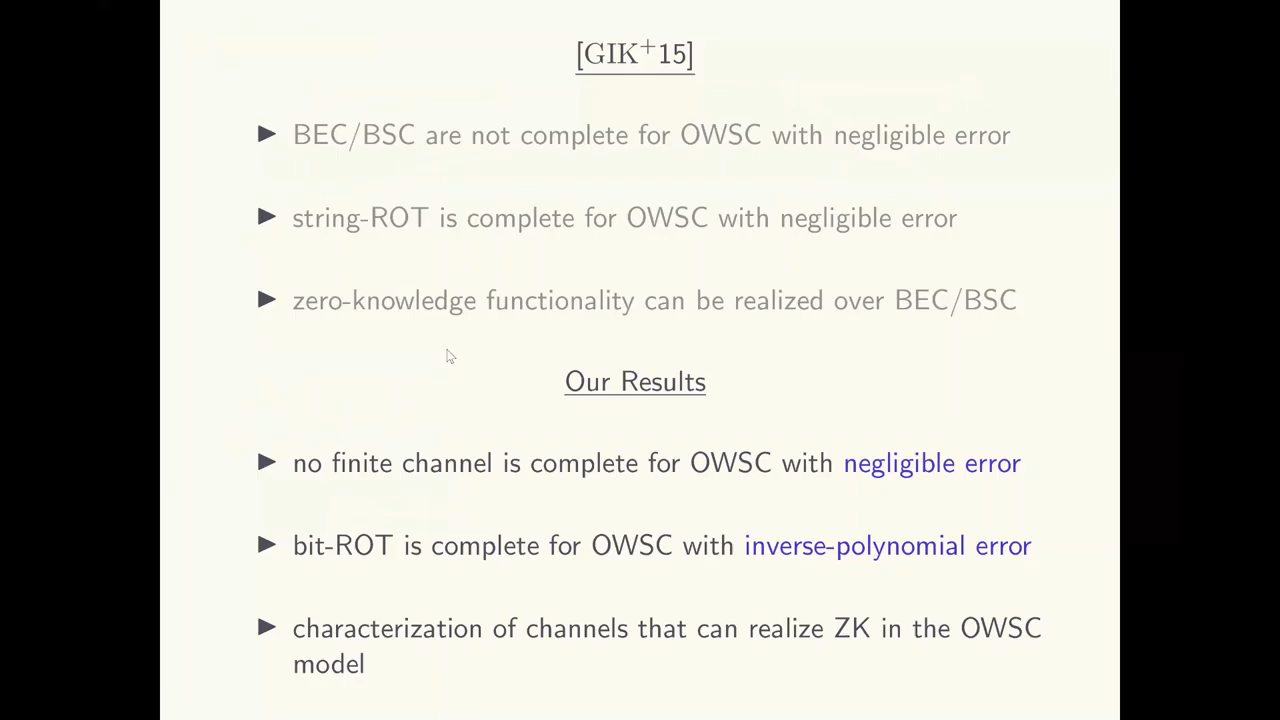 [GIK+15]
▶ BEC/BSC are not complete for OWSC with negligible error
▶ string-ROT is complete for OWSC with negligible error
▶ zero-knowledge functionality can be realized over BEC/BSC
Our Results
▶ no finite channel is complete for OWSC with negligible error
▶ bit-ROT is complete for OWSC with inverse-polynomial error
▶ characterization of channels that can realize ZK in the OWSC
model